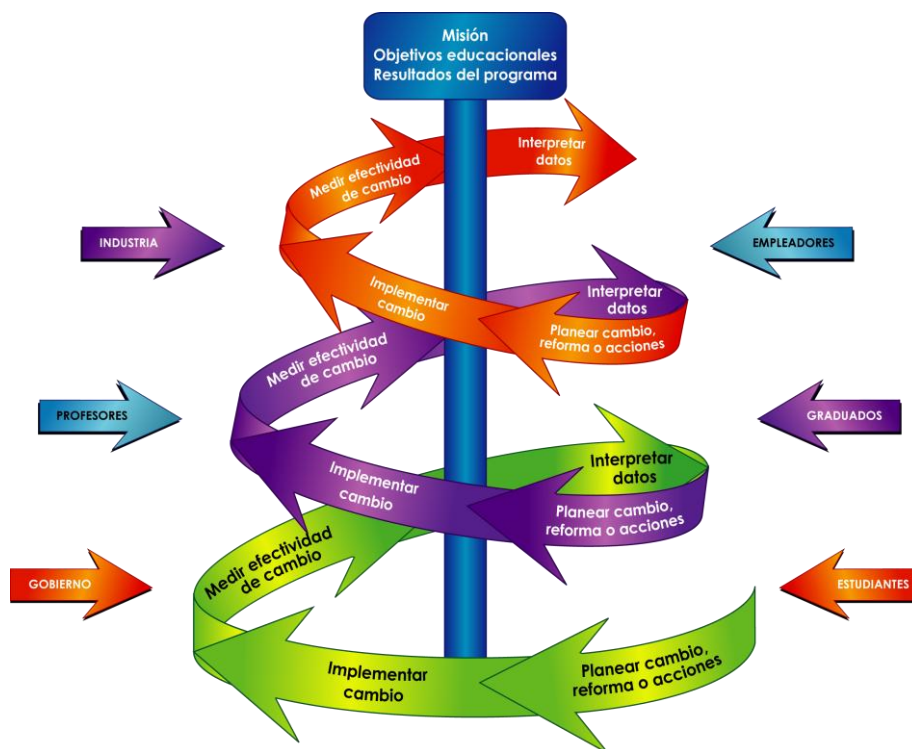 Misión
Objetivos educacionales
Resultados del programa
Medir efectividad
de cambio
Interpretar
datos
INDUSTRIA
EMPLEADORES
Implementar
cambio
Interpretar
datos
Planear cambio,
reforma o acciones
Medir efectividad
de cambio
PROFESORES
GRADUADOS
Implementar
cambio
Interpretar
datos
Planear cambio,
reforma o acciones
Medir efectividad
de cambio
GOBIERNO
ESTUDIANTES
Implementar
cambio
Planear cambio,
reforma o acciones